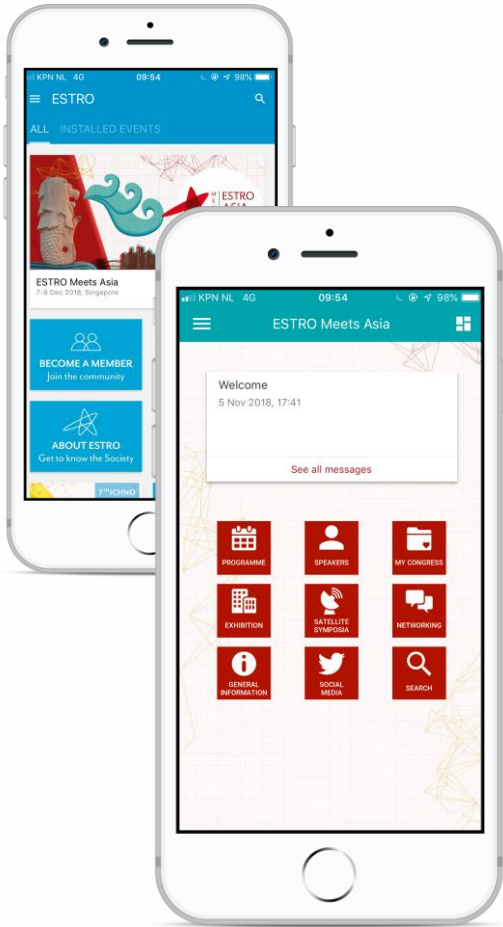 KPN NL 4G 09:54 98%
ESTRO
ALL INSTALLED EVENTS
ESTRO
ASIA
ESTRO Meets Asia
7-9 Dec 2018, Singapore
BECOME A MEMBER
Join the community
ABOUT ESTRO
Get to know the Society
7TH ICHNO
KPN NL 4G 09:54 98%
ESTRO Meets Asia
Welcome
5 Nov 2018, 17:41
See all messages
PROGRAMME SPEAKERS MY CONGRESS
EXHIBITION SATELLITE
SYMPOSIA NETWORKING
GENERAL
INFORMATION SOCIAL
MEDIA SEARCH